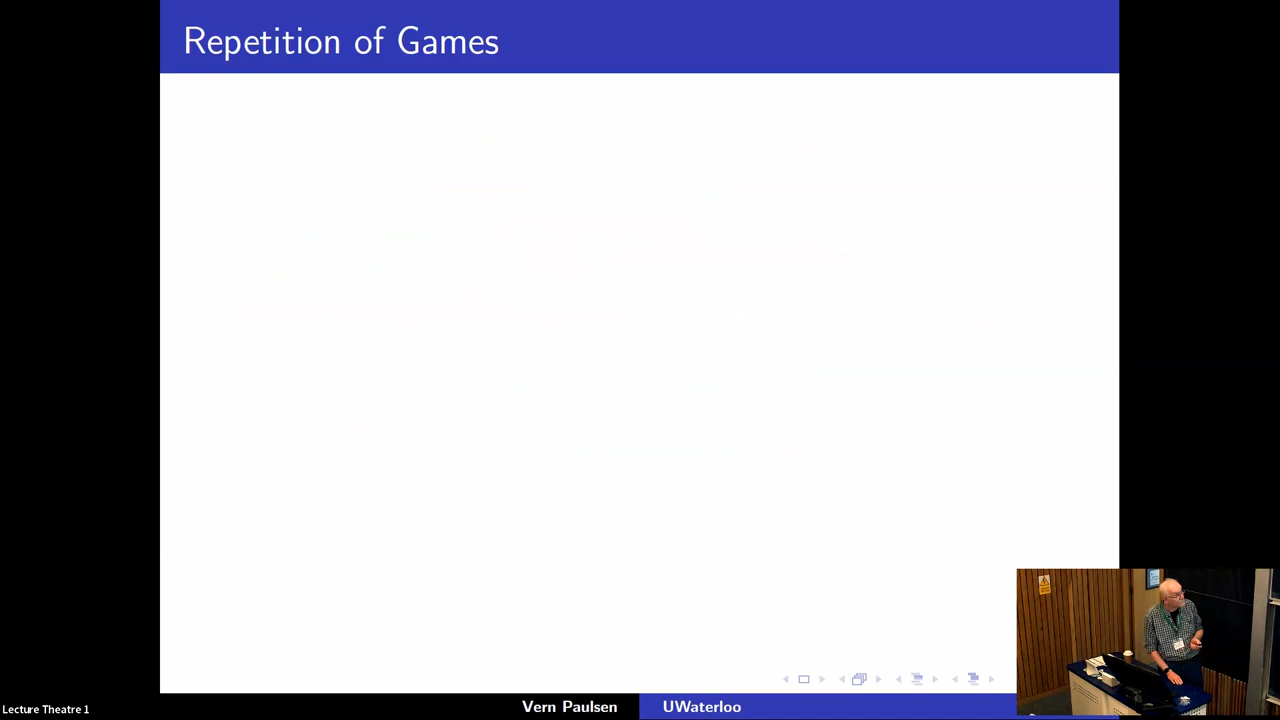 Repetition of Games
Vern Paulsen
UWaterloo
Lecture Theatre 1